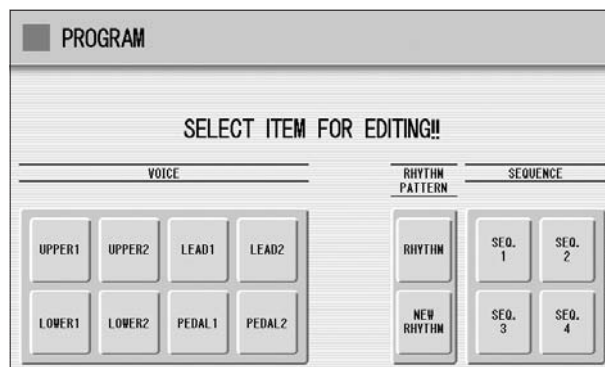 PROGRAM
SELECT ITEM FOR EDITING!!
VOICE
RHYTHM
PATTERN
SEQUENCE
UPPER1
UPPER2
LEAD1
LEAD2
RHYTHM
SEQ.
1
SEQ.
2
LOWER1
LOWER2
PEDAL1
PEDAL2
NEW
RHYTHM
SEQ.
3
SEQ.
4